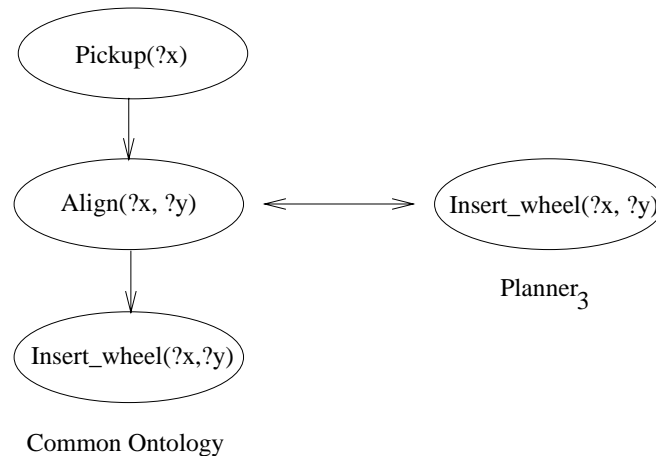 Pickup(?x)
Align(?x, ?y)
Insert_wheel(?x, ?y)
Planner3
Insert_wheel(?x,?y)
Common Ontology